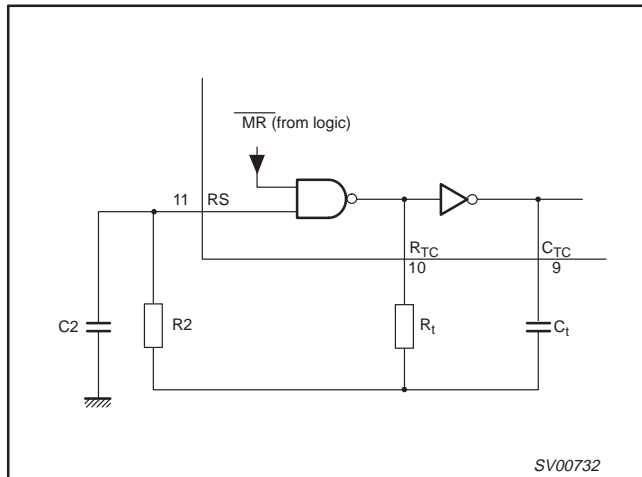 MR (from logic)
11 RS
R_TC C_TC
10 9
C2 R2 R_t C_t
SV00732